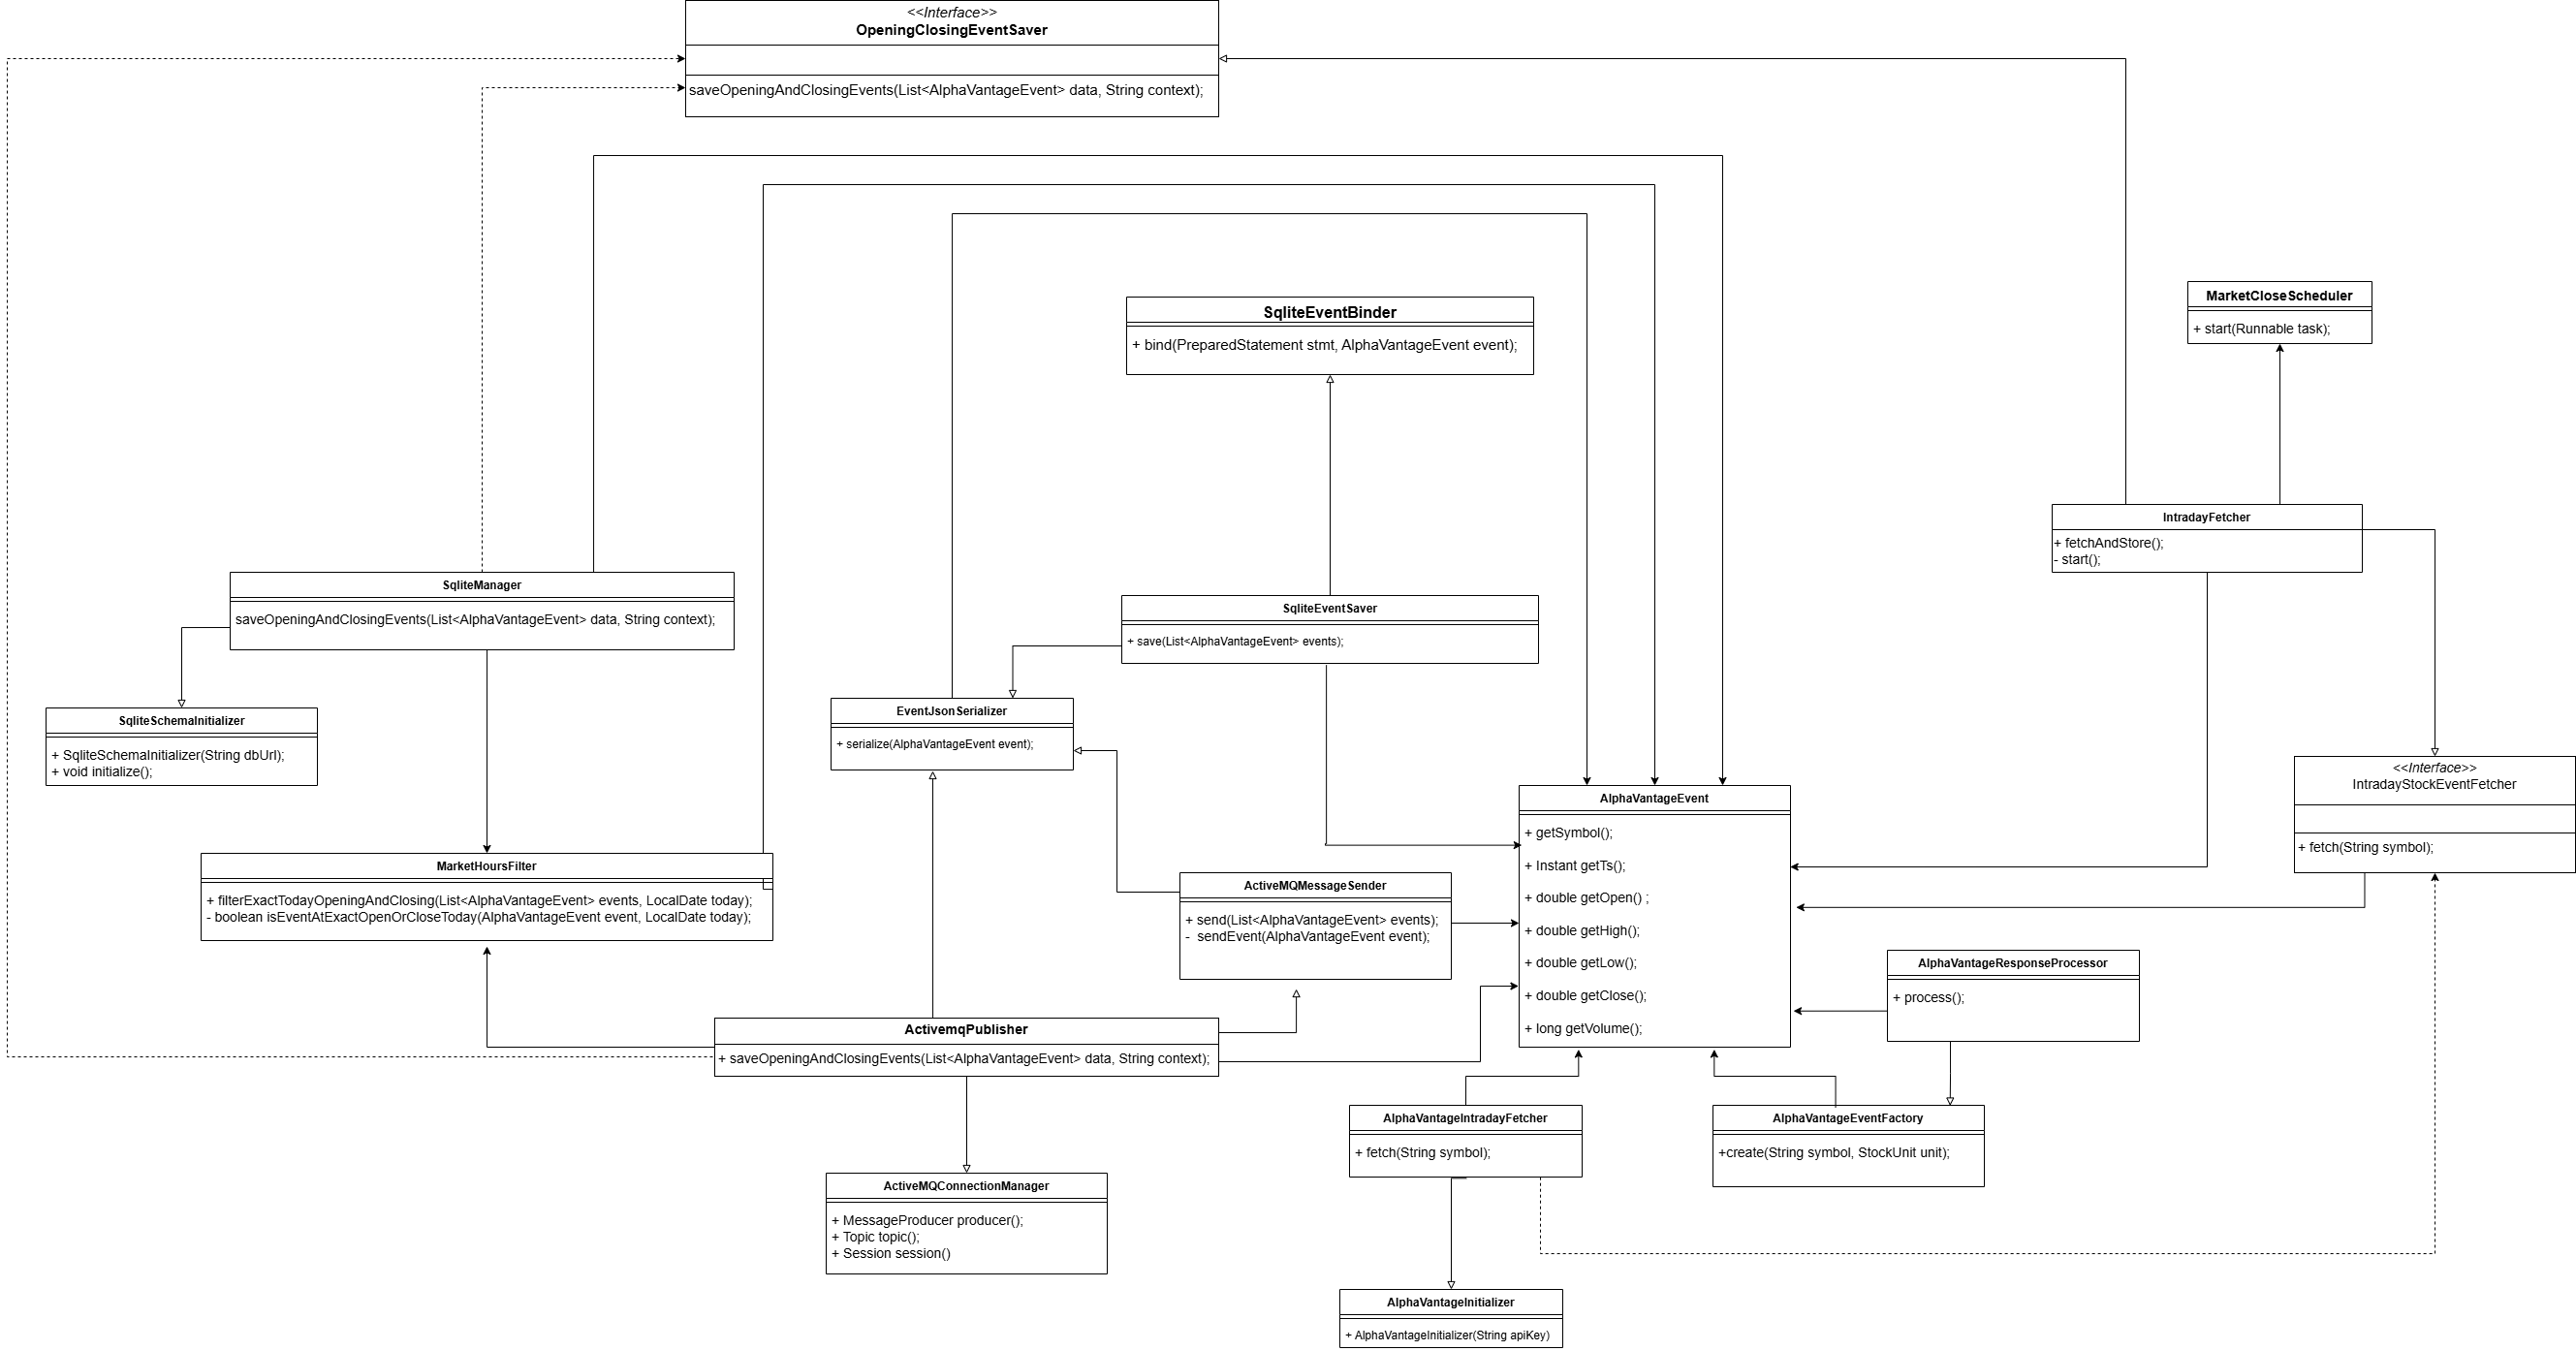 <<Interface>>
OpeningClosingEventSaver
saveOpeningAndClosingEvents(List<AlphaVantageEvent> data, String context);
SqliteEventBinder
+ bind(PreparedStatement stmt, AlphaVantageEvent event);
MarketCloseScheduler
+ start(Runnable task);
IntradayFetcher
+ fetchAndStore();
- start();
SqliteManager
saveOpeningAndClosingEvents(List<AlphaVantageEvent> data, String context);
SqliteEventSaver
+ save(List<AlphaVantageEvent> events);
SqliteSchemaInitializer
+ SqliteSchemaInitializer(String dbUrl);
+ void initialize();
EventJsonSerializer
+ serialize(AlphaVantageEvent event);
<<Interface>>
IntradayStockEventFetcher
+ fetch(String symbol);
AlphaVantageEvent
+ getSymbol();
+ Instant getTs();
+ double getOpen() ;
+ double getHigh();
+ double getLow();
+ double getClose();
+ long getVolume();
MarketHoursFilter
+ filterExactTodayOpeningAndClosing(List<AlphaVantageEvent> events, LocalDate today);
- boolean isEventAtExactOpenOrCloseToday(AlphaVantageEvent event, LocalDate today);
ActiveMQMessageSender
+ send(List<AlphaVantageEvent> events);
-  sendEvent(AlphaVantageEvent event);
AlphaVantageResponseProcessor
+ process();
ActivemqPublisher
+ saveOpeningAndClosingEvents(List<AlphaVantageEvent> data, String context);
AlphaVantageIntradayFetcher
+ fetch(String symbol);
AlphaVantageEventFactory
+create(String symbol, StockUnit unit);
ActiveMQConnectionManager
+ MessageProducer producer();
+ Topic topic();
+ Session session()
AlphaVantageInitializer
+ AlphaVantageInitializer(String apiKey)